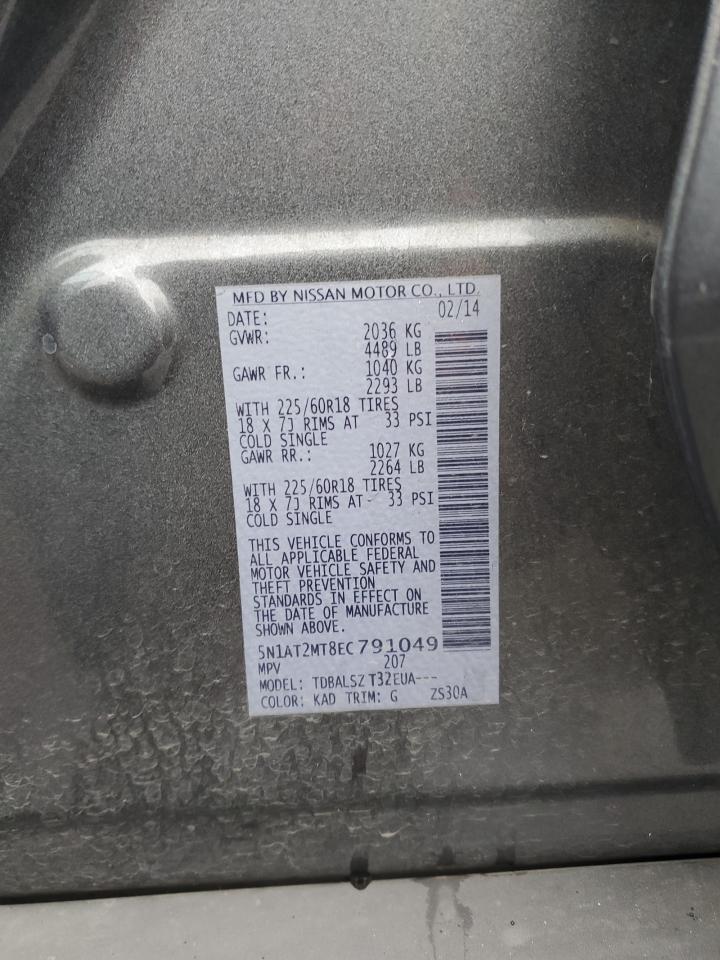 MFD BY NISSAN MOTOR CO., LTD.
DATE: 02/14
GVWR: 2036 KG
4489 LB
GAWR FR.: 1040 KG
2293 LB
WITH 225/60R18 TIRES
18 X 7J RIMS AT 33 PSI
COLD SINGLE
GAWR RR.: 1027 KG
2264 LB
WITH 225/60R18 TIRES
18 X 7J RIMS AT 33 PSI
COLD SINGLE
THIS VEHICLE CONFORMS TO
ALL APPLICABLE FEDERAL
MOTOR VEHICLE SAFETY AND
THEFT PREVENTION
STANDARDS IN EFFECT ON
THE DATE OF MANUFACTURE
SHOWN ABOVE.
5N1AT2MT8EC791049
MPV 207
MODEL: TDBALSZ T32EUA---
COLOR: KAD TRIM: G ZS30A